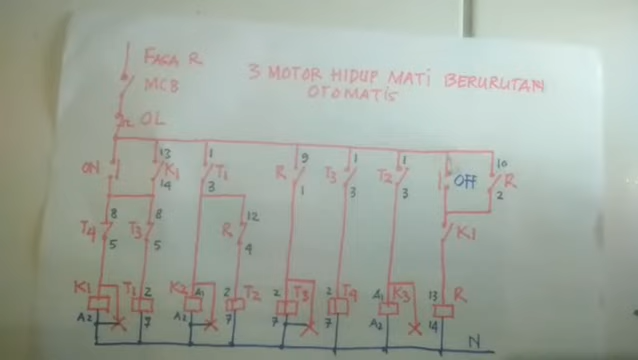 FASA R
MCB
3 MOTOR HIDUP MATI BERURUTAN
OTOMATIS
OL
ON
13
K1
14
1
T1
3
9
R
1
1
T3
3
1
T2
3
OFF
10
R
2
8
T4
5
8
T3
5
12
R
4
K1
K1
A2
T1
2
7
K2
A1
A2
2
T2
7
2
T3
7
2
T4
7
A1
K3
A2
13
R
14
N